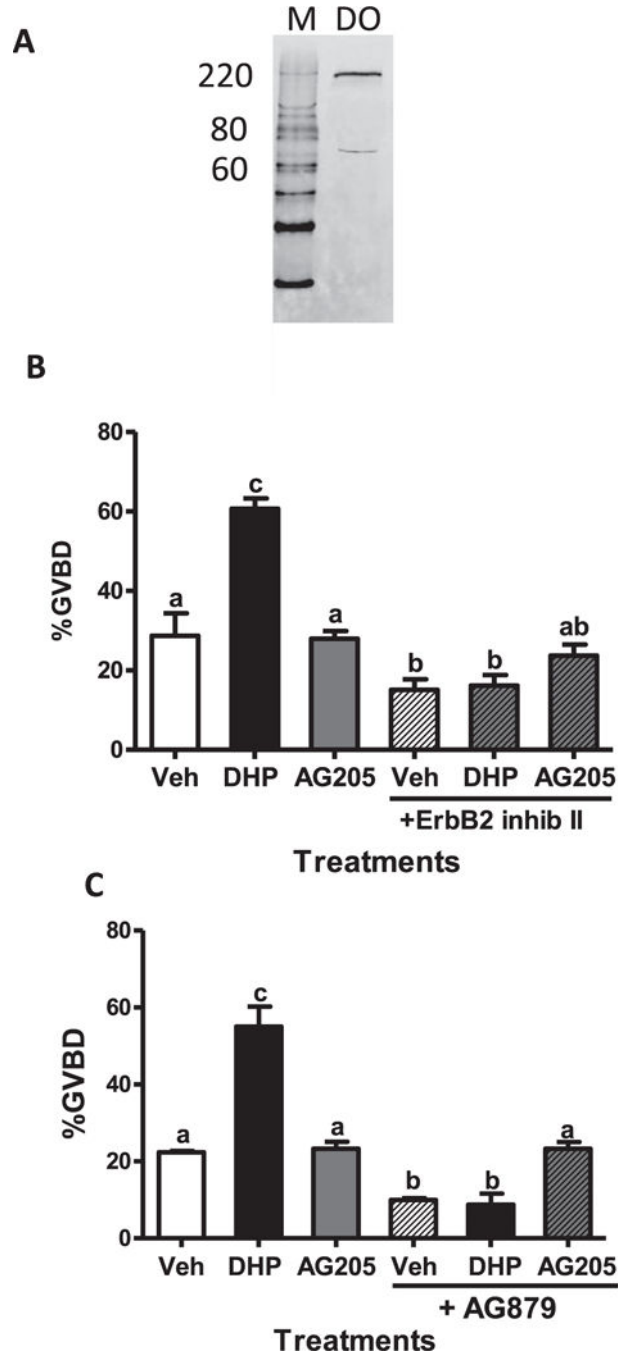 A
M DO
220
80
60
B
80
60
40
20
0
%GVBD
a
c
a
b
b
ab
Veh DHP AG205 Veh DHP AG205
+ErbB2 inhib II
Treatments
C
80
60
40
20
0
%GVBD
a
c
a
b
b
a
Veh DHP AG205 Veh DHP AG205
+ AG879
Treatments